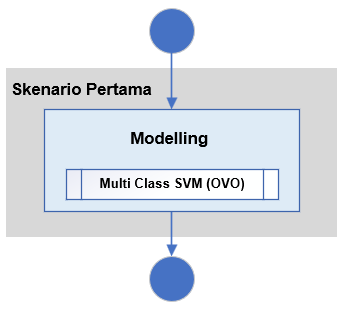 Skenario Pertama
Modelling
Multi Class SVM (OVO)